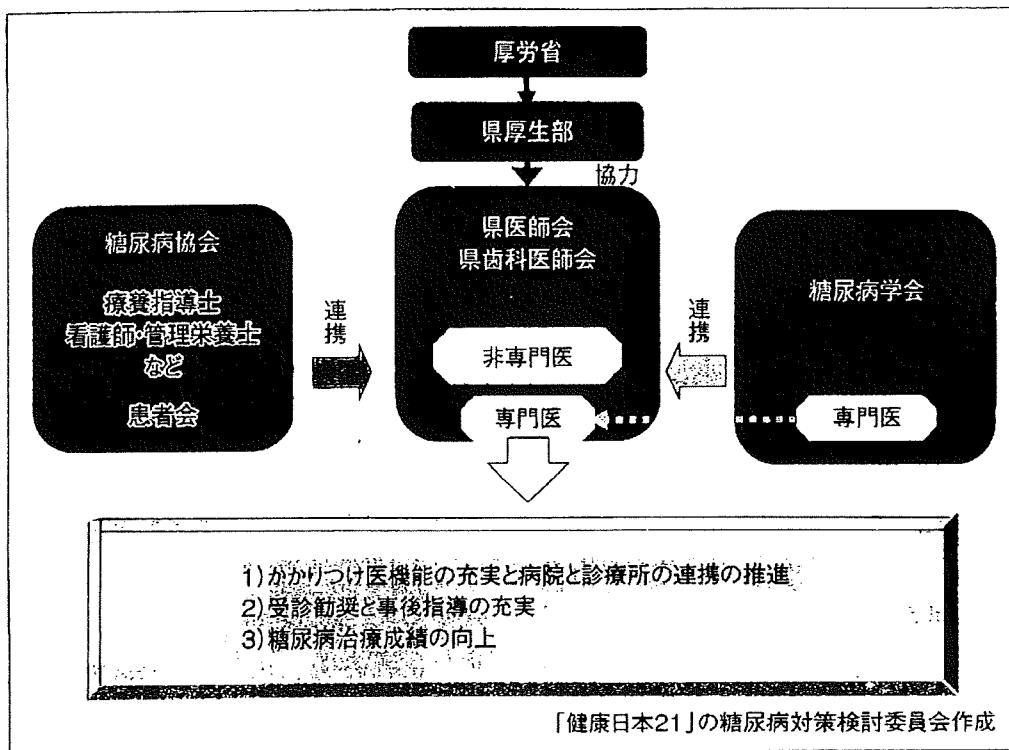 厚労省
県厚生部
協力
糖尿病協会
療養指導士
看護師・管理栄養士
など
患者会
連携
県医師会
県歯科医師会
非専門医
専門医
連携
糖尿病学会
専門医
1)かかりつけ医機能の充実と病院と診療所の連携の推進
2)受診勧奨と事後指導の充実
3)糖尿病治療成績の向上
「健康日本21」の糖尿病対策検討委員会作成